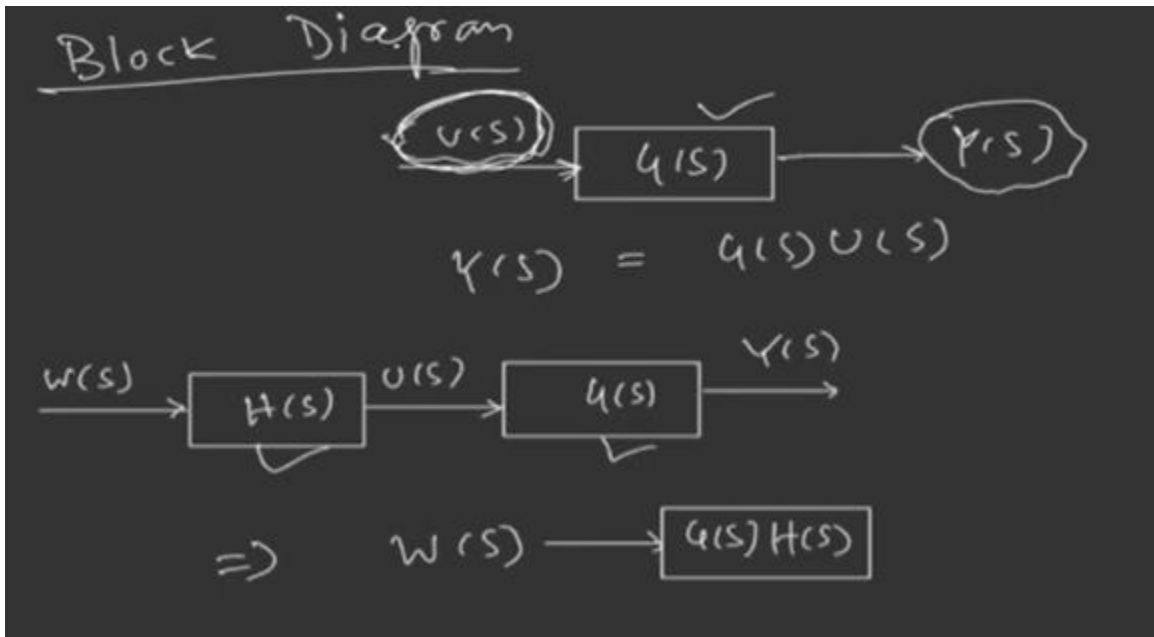 Block Diagram
U(S) G(S) Y(S)
Y(S) = G(S) U(S)
W(S) H(S) U(S) G(S) Y(S)
=> W(S) G(S) H(S)